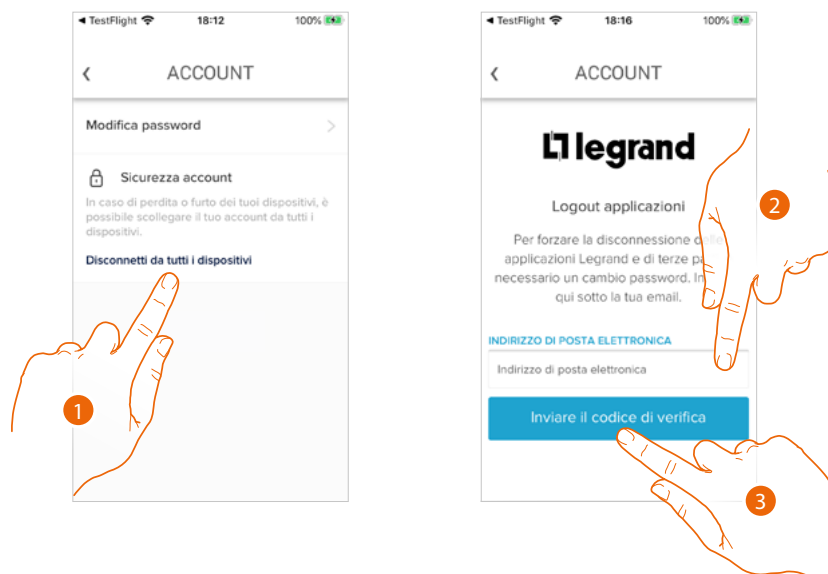 TestFlight 18:12 100%
ACCOUNT
Modifica password
Sicurezza account
In caso di perdita o furto dei tuoi dispositivi, è
possibile scollegare il tuo account da tutti i
dispositivi.
Disconnetti da tutti i dispositivi
1
TestFlight 18:16 100%
ACCOUNT
legrand
Logout applicazioni
Per forzare la disconnessione
applicazioni Legrand e di terze
necessario un cambio password.
qui sotto la tua email.
INDIRIZZO DI POSTA ELETTRONICA
Indirizzo di posta elettronica
Inviare il codice di verifica
2
3